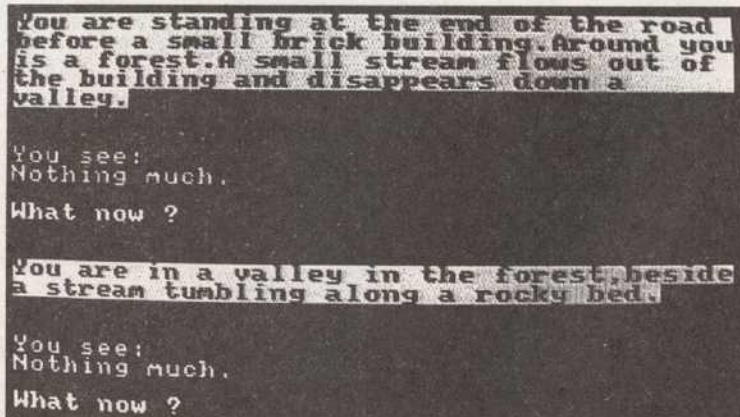 You are standing at the end of the road
before a small brick building.Around you
is a forest.A small stream flows out of
the building and disappears down a
valley.
You see:
Nothing much.
What now ?
You are in a valley in the forest,beside
a stream tumbling along a rocky bed.
You see:
Nothing much.
What now ?